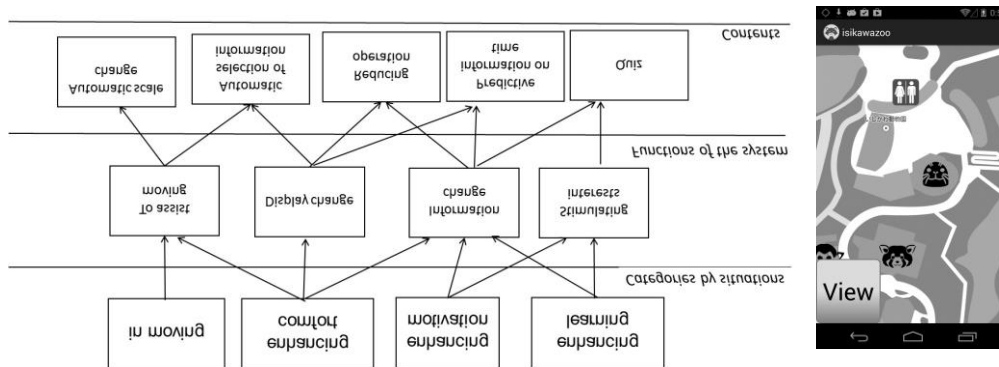 in moving
enhancing
comfort
enhancing
motivation
enhancing
learning
Categories by situations
To assist
moving
Display change
Information
change
Stimulating
interests
Functions of the system
Automatic scale
change
Automatic
selection of
information
Reducing
operation
Predictive
information on
time
Quiz
Contents
isikawazoo
View